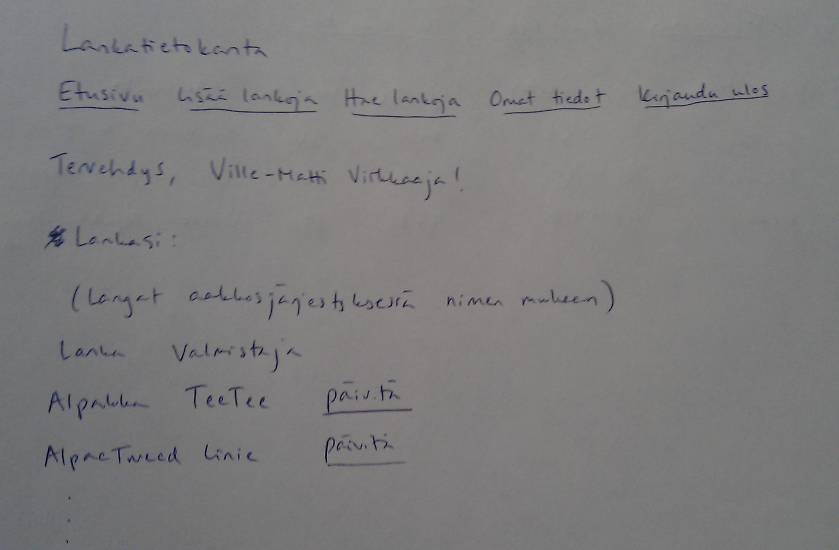 Lankatietokanta
Etusivu Lisää lankoja Hae lankoja Omat tiedot Kirjaudu ulos
Tervehdys, Ville-Matti Virkkaaja!
Lankasi:
(Langat aakkosjärjestyksessä nimen mukaan)
Lanka Valmistaja
Alpakka TeeTee päivitä
AlpacTweed Linie päivitä